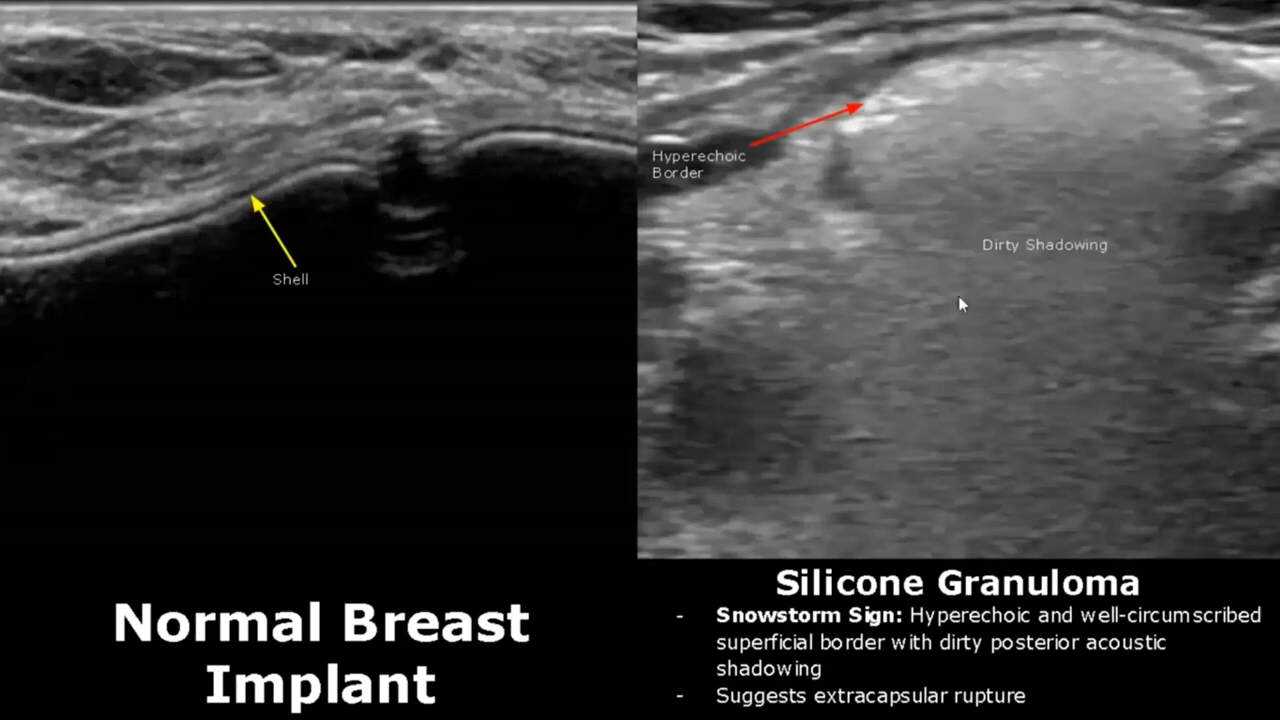 Shell
Normal Breast
Implant
Hyperechoic
Border
Dirty Shadowing
Silicone Granuloma
- Snowstorm Sign: Hyperechoic and well-circumscribed
superficial border with dirty posterior acoustic
shadowing
- Suggests extracapsular rupture